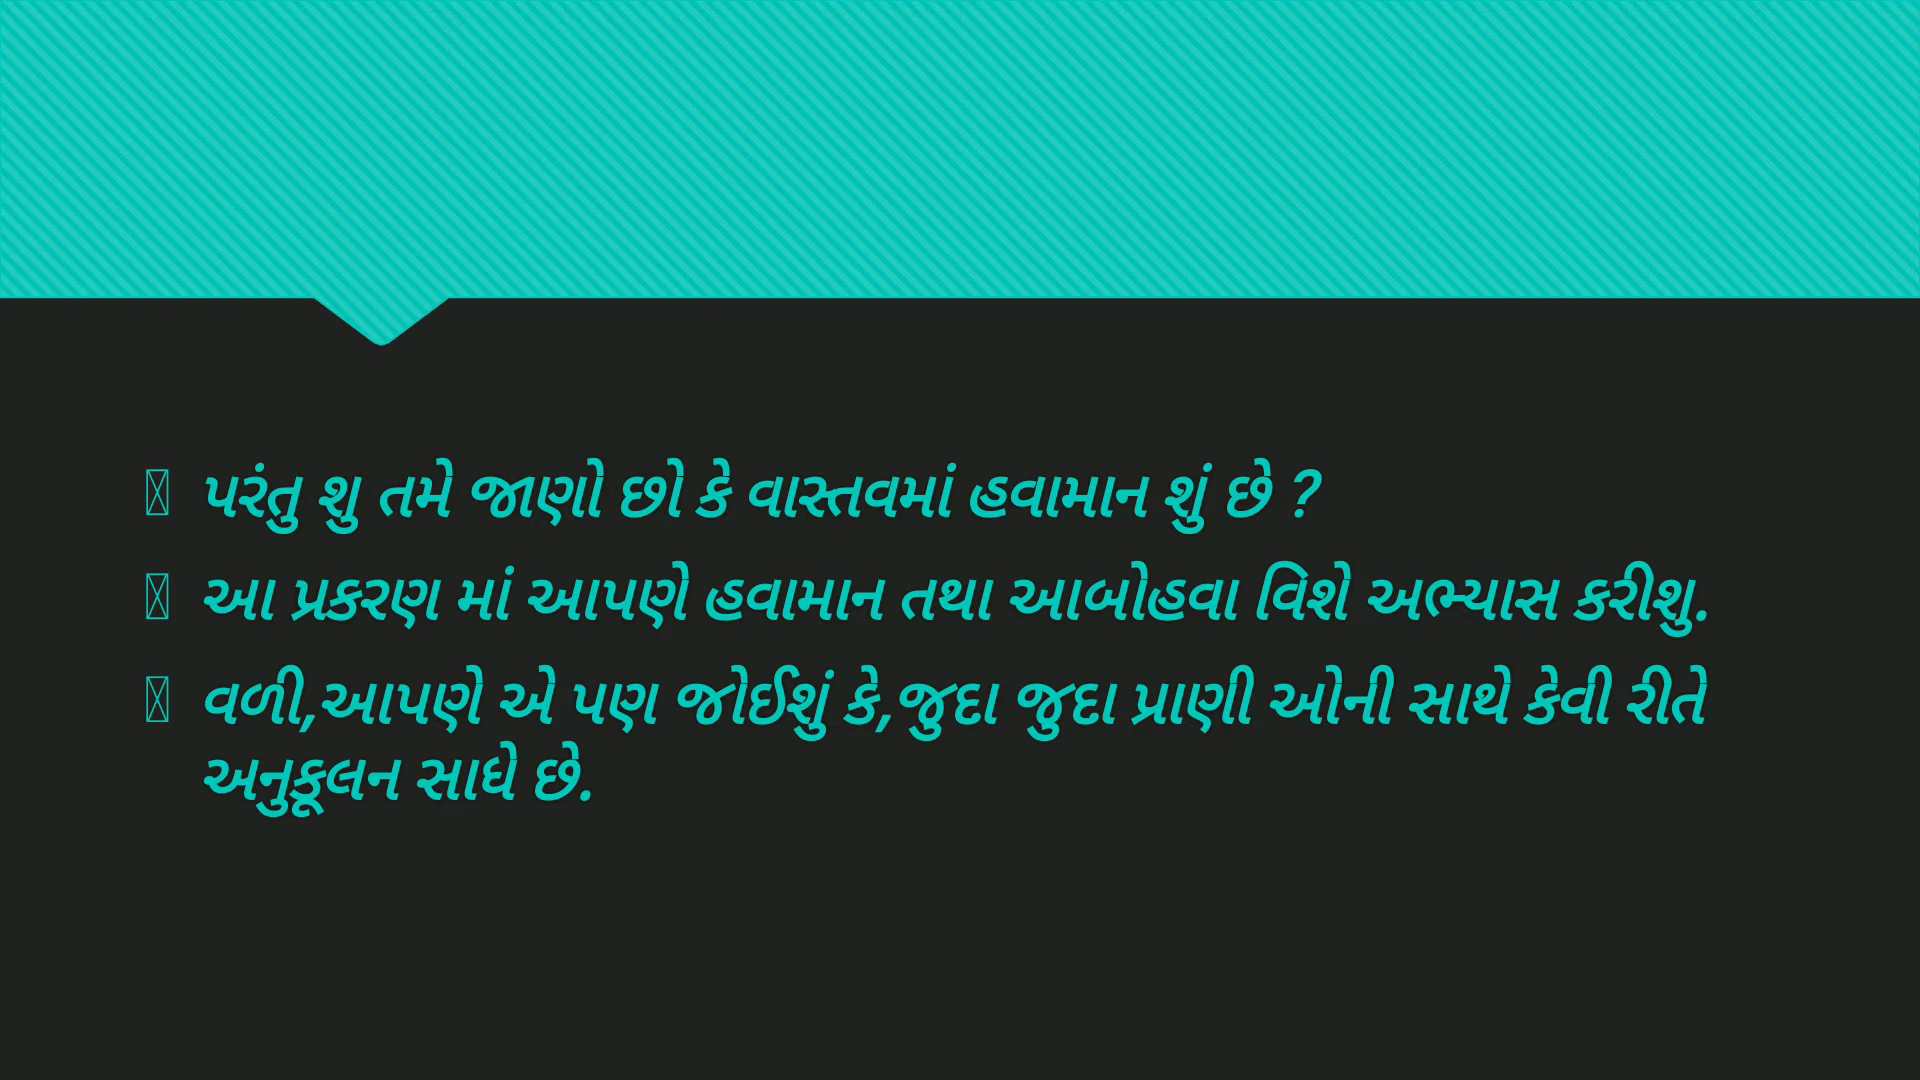 પરંતુ શુ તમે જાણો છો કે વાસ્તવમાં હવામાન શું છે ?
આ પ્રકરણ માં આપણે હવામાન તથા આબોહવા વિશે અભ્યાસ કરીશુ.
વળી,આપણે એ પણ જોઈશું કે,જુદા જુદા પ્રાણી ઓની સાથે કેવી રીતે
અનુકૂલન સાધે છે.